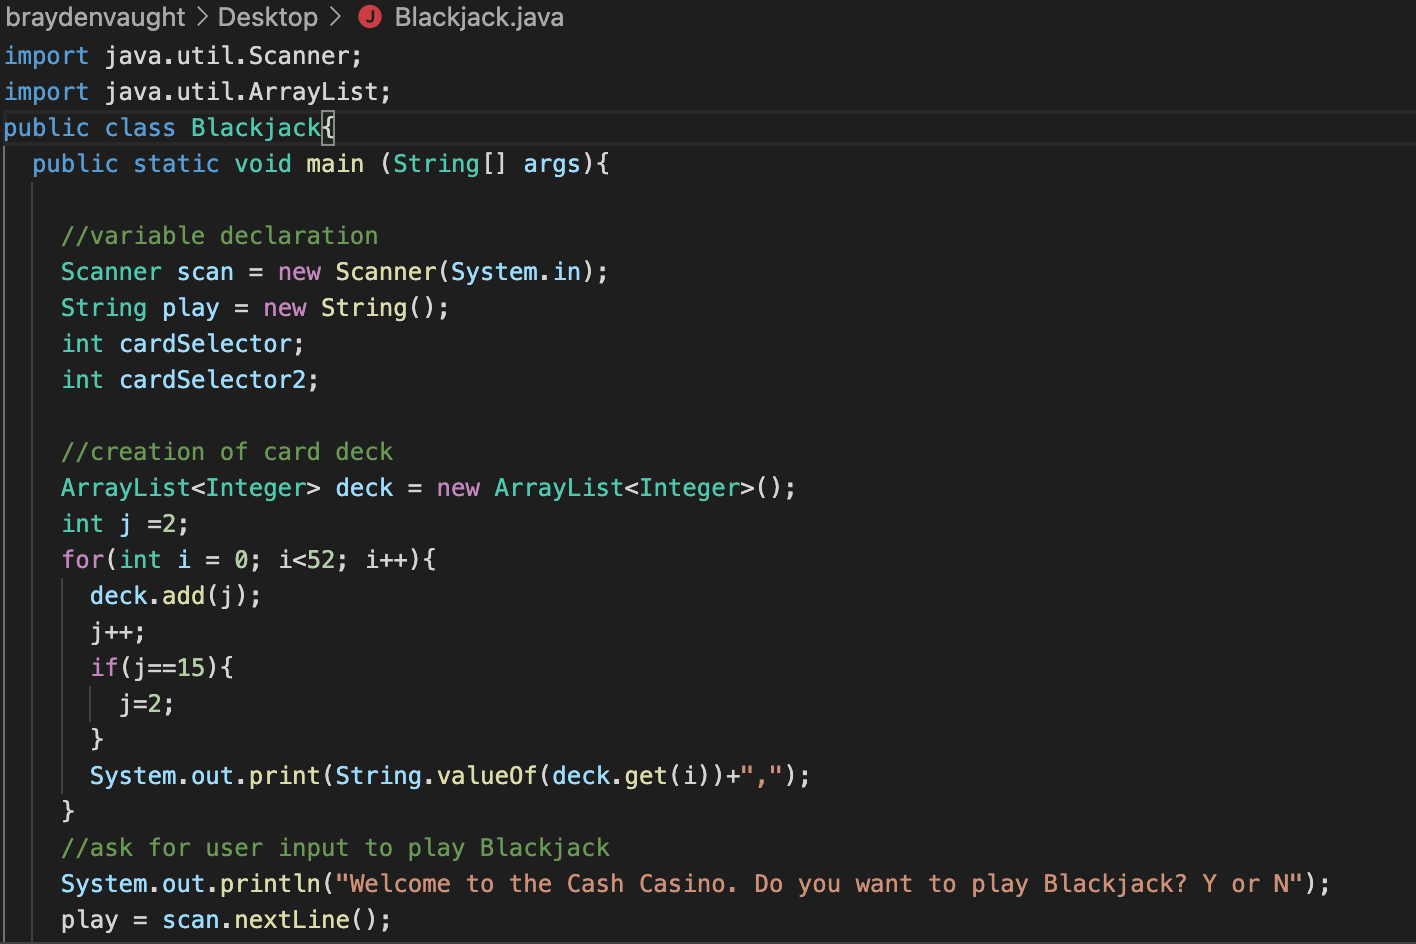 braydenvaught > Desktop > J Blackjack.java
import java.util.Scanner;
import java.util.ArrayList;
public class Blackjack{
public static void main (String[] args){
//variable declaration
Scanner scan = new Scanner(System.in);
String play = new String();
int cardSelector;
int cardSelector2;
//creation of card deck
ArrayList<Integer> deck = new ArrayList<Integer>();
int j =2;
for(int i = 0; i<52; i++){
deck.add(j);
j++;
if(j==15){
j=2;
}
System.out.print(String.valueOf(deck.get(i))+",");
}
//ask for user input to play Blackjack
System.out.println("Welcome to the Cash Casino. Do you want to play Blackjack? Y or N");
play = scan.nextLine();